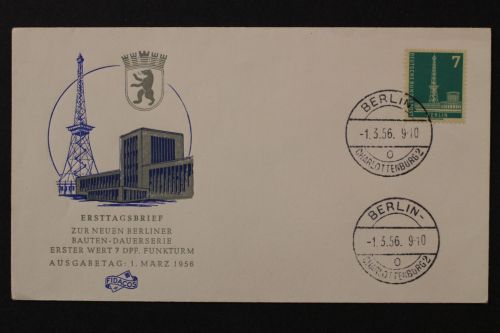 ERSTTAGSBRIEF
ZUR NEUEN BERLINER
BAUTEN-DAUERSERIE
ERSTER WERT 7 DPF. FUNKTURM
AUSGABETAG: 1. MÄRZ 1956
FIDACOS
7
BERLIN
BERLIN-
-1.3.56. 9-10
o
CHARLOTTENBURG 2
BERLIN-
-1.3.56. 9-10
o
CHARLOTTENBURG 2